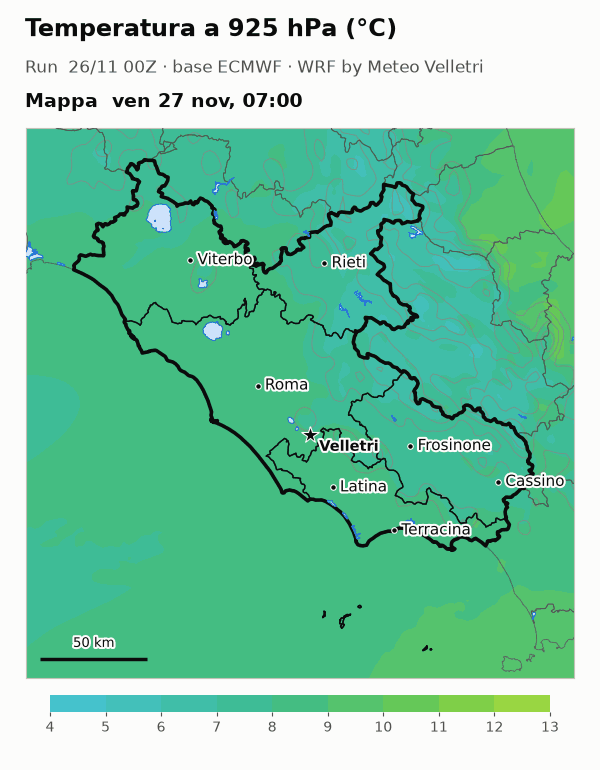 Temperatura a 925 hPa (°C)
Run  26/11 00Z · base ECMWF · WRF by Meteo Velletri
Mappa  ven 27 nov, 07:00
Viterbo
Rieti
Roma
Velletri
Frosinone
Cassino
Latina
Terracina
50 km
4 5 6 7 8 9 10 11 12 13